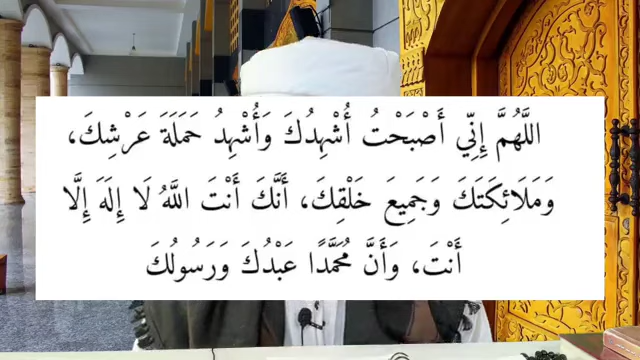 اللَّهُمَّ إِنِّي أَصْبَحْتُ أُشْهِدُكَ وَأُشْهِدُ حَمَلَةَ عَرْشِكَ،
وَمَلَائِكَتَكَ وَجَمِيعَ خَلْقِكَ، أَنَّكَ أَنْتَ اللَّهُ لَا إِلَهَ إِلَّا
أَنْتَ، وَأَنَّ مُحَمَّدًا عَبْدُكَ وَرَسُولُكَ